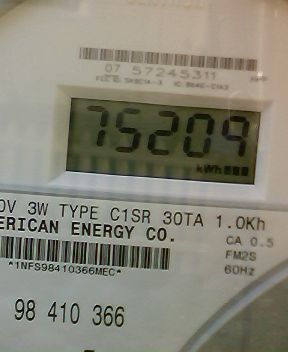 07 57245311
75209
kWh
0V 3W TYPE C1SR 30TA 1.0Kh
ERICAN ENERGY CO.
CA 0.5
FM2S
*1NFS98410366MEC*
60Hz
98 410 366